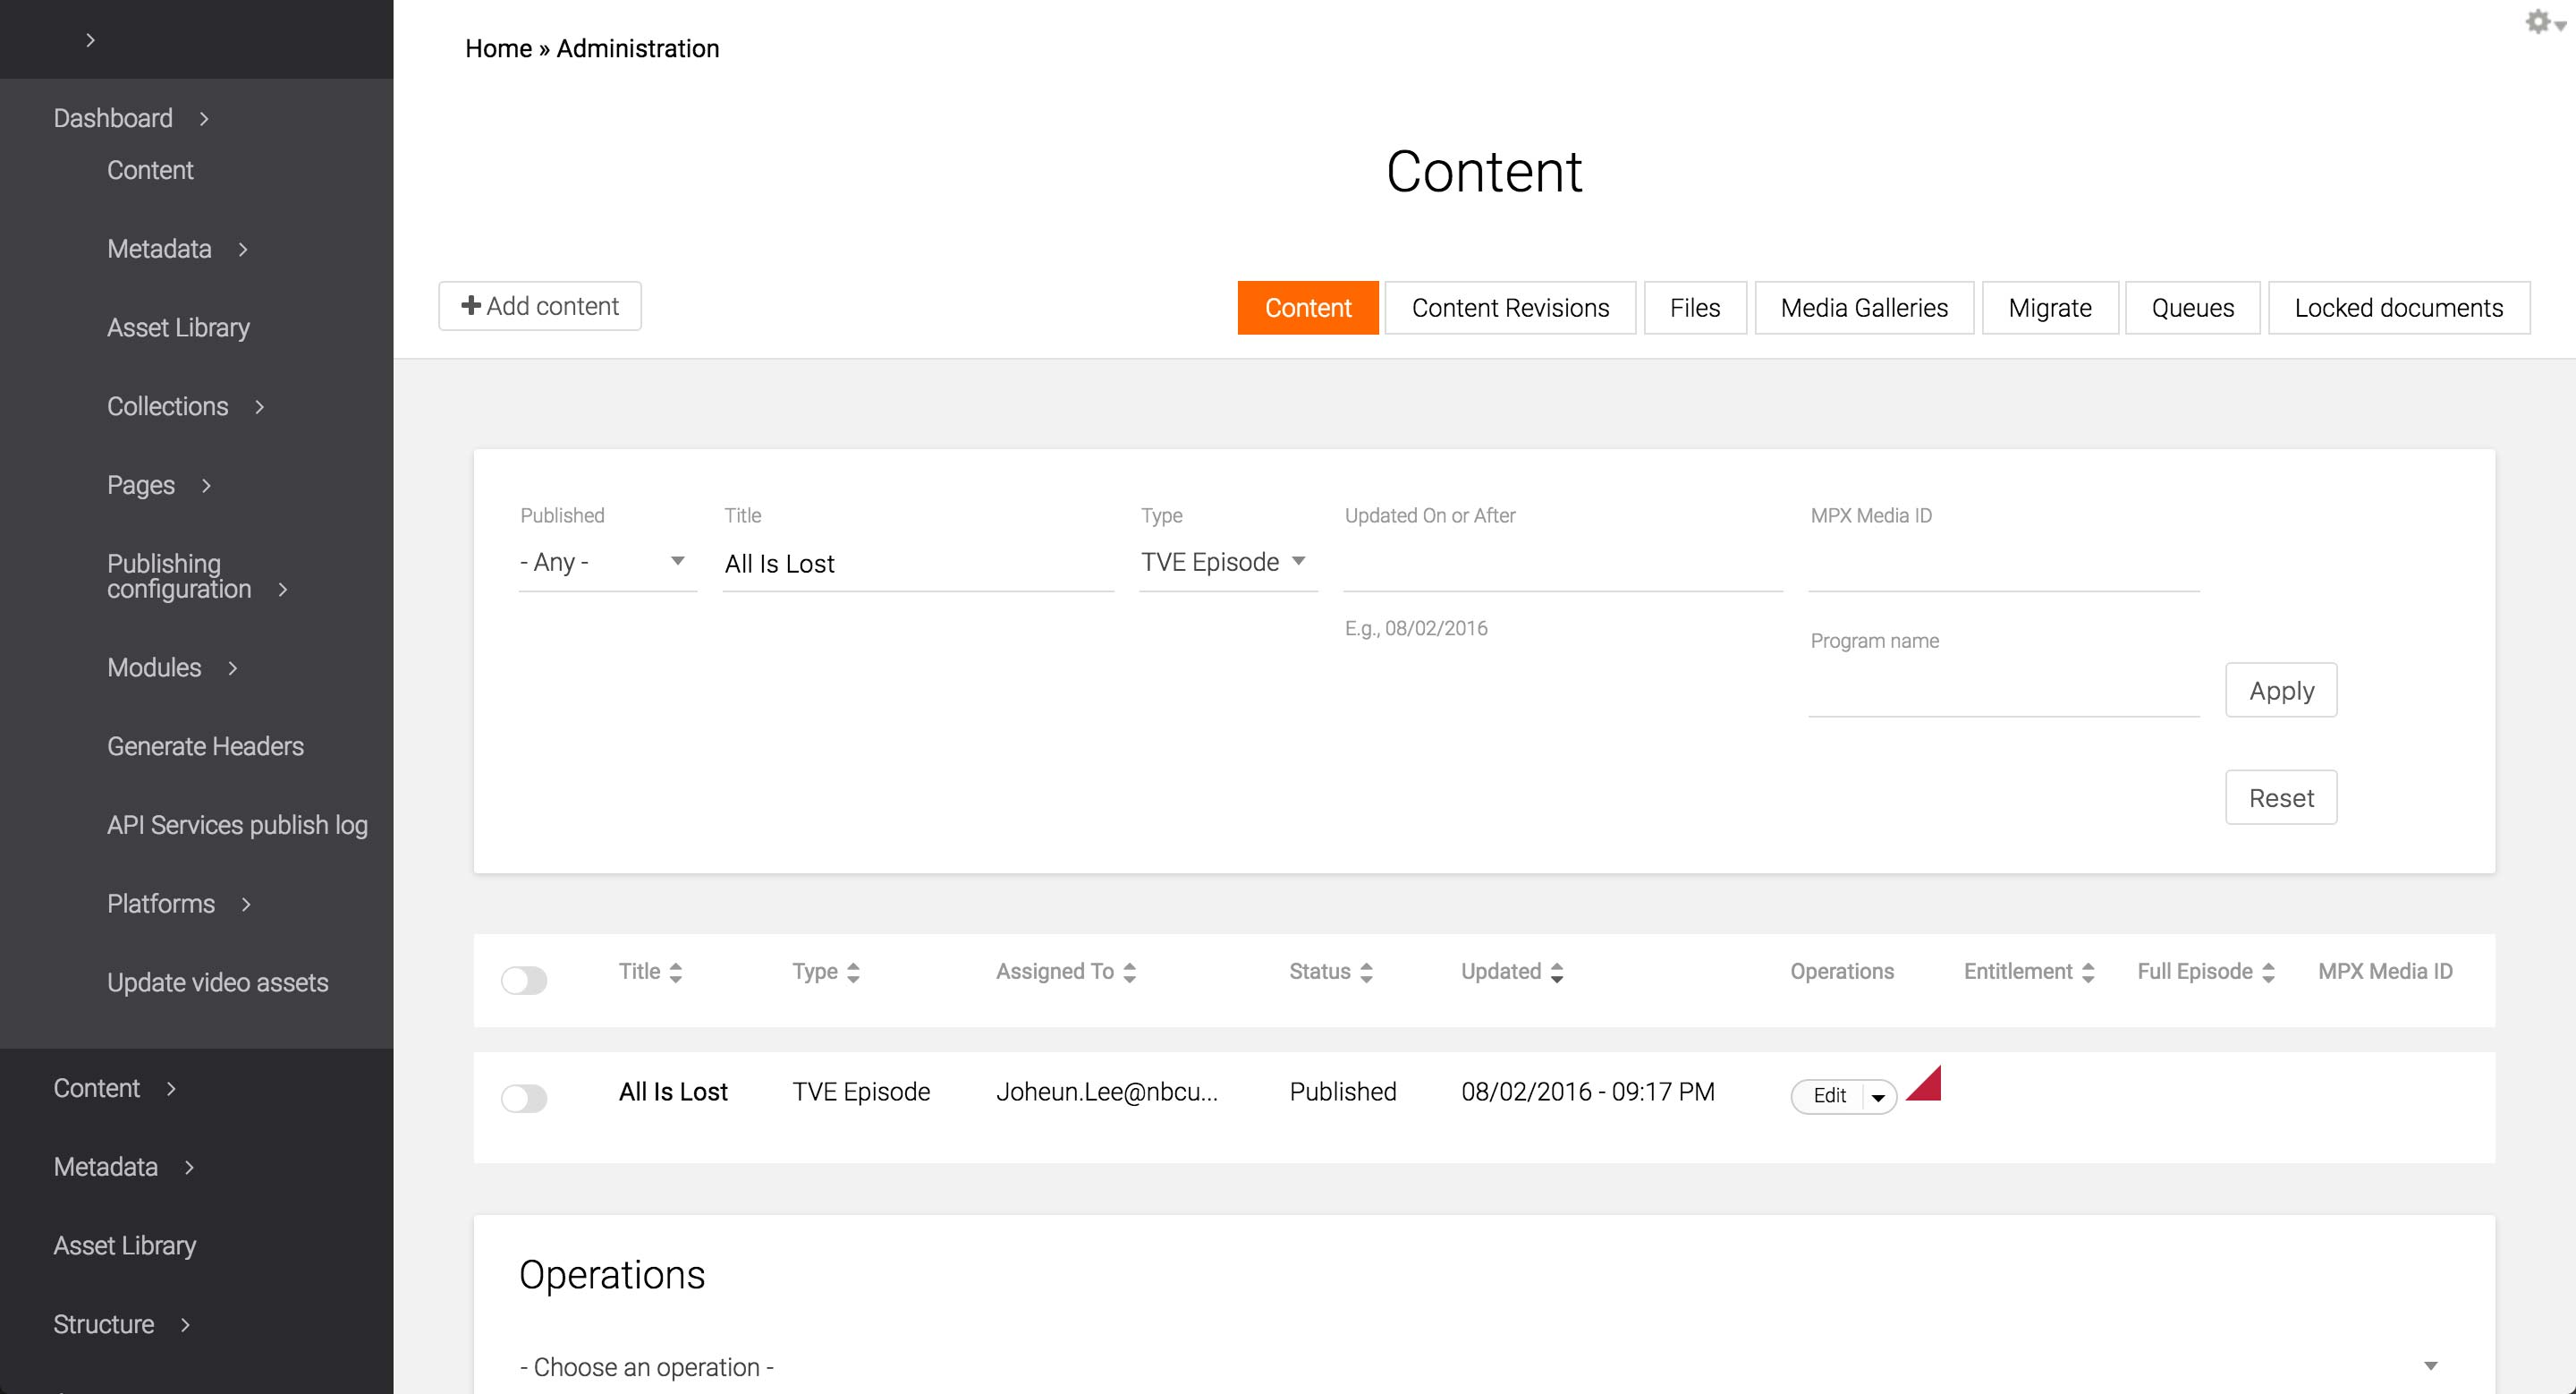 Home » Administration
Dashboard
Content
Metadata
Asset Library
Collections
Pages
Publishing
configuration
Modules
Generate Headers
API Services publish log
Platforms
Update video assets
Content
Metadata
Asset Library
Structure
Content
Add content
Content Content Revisions Files Media Galleries Migrate Queues Locked documents
Published Title Type Updated On or After MPX Media ID
- Any - All Is Lost TVE Episode
E.g., 08/02/2016
Program name
Apply
Reset
Title Type Assigned To Status Updated Operations Entitlement Full Episode MPX Media ID
All Is Lost TVE Episode Joheun.Lee@nbcu... Published 08/02/2016 - 09:17 PM Edit
Operations
- Choose an operation -